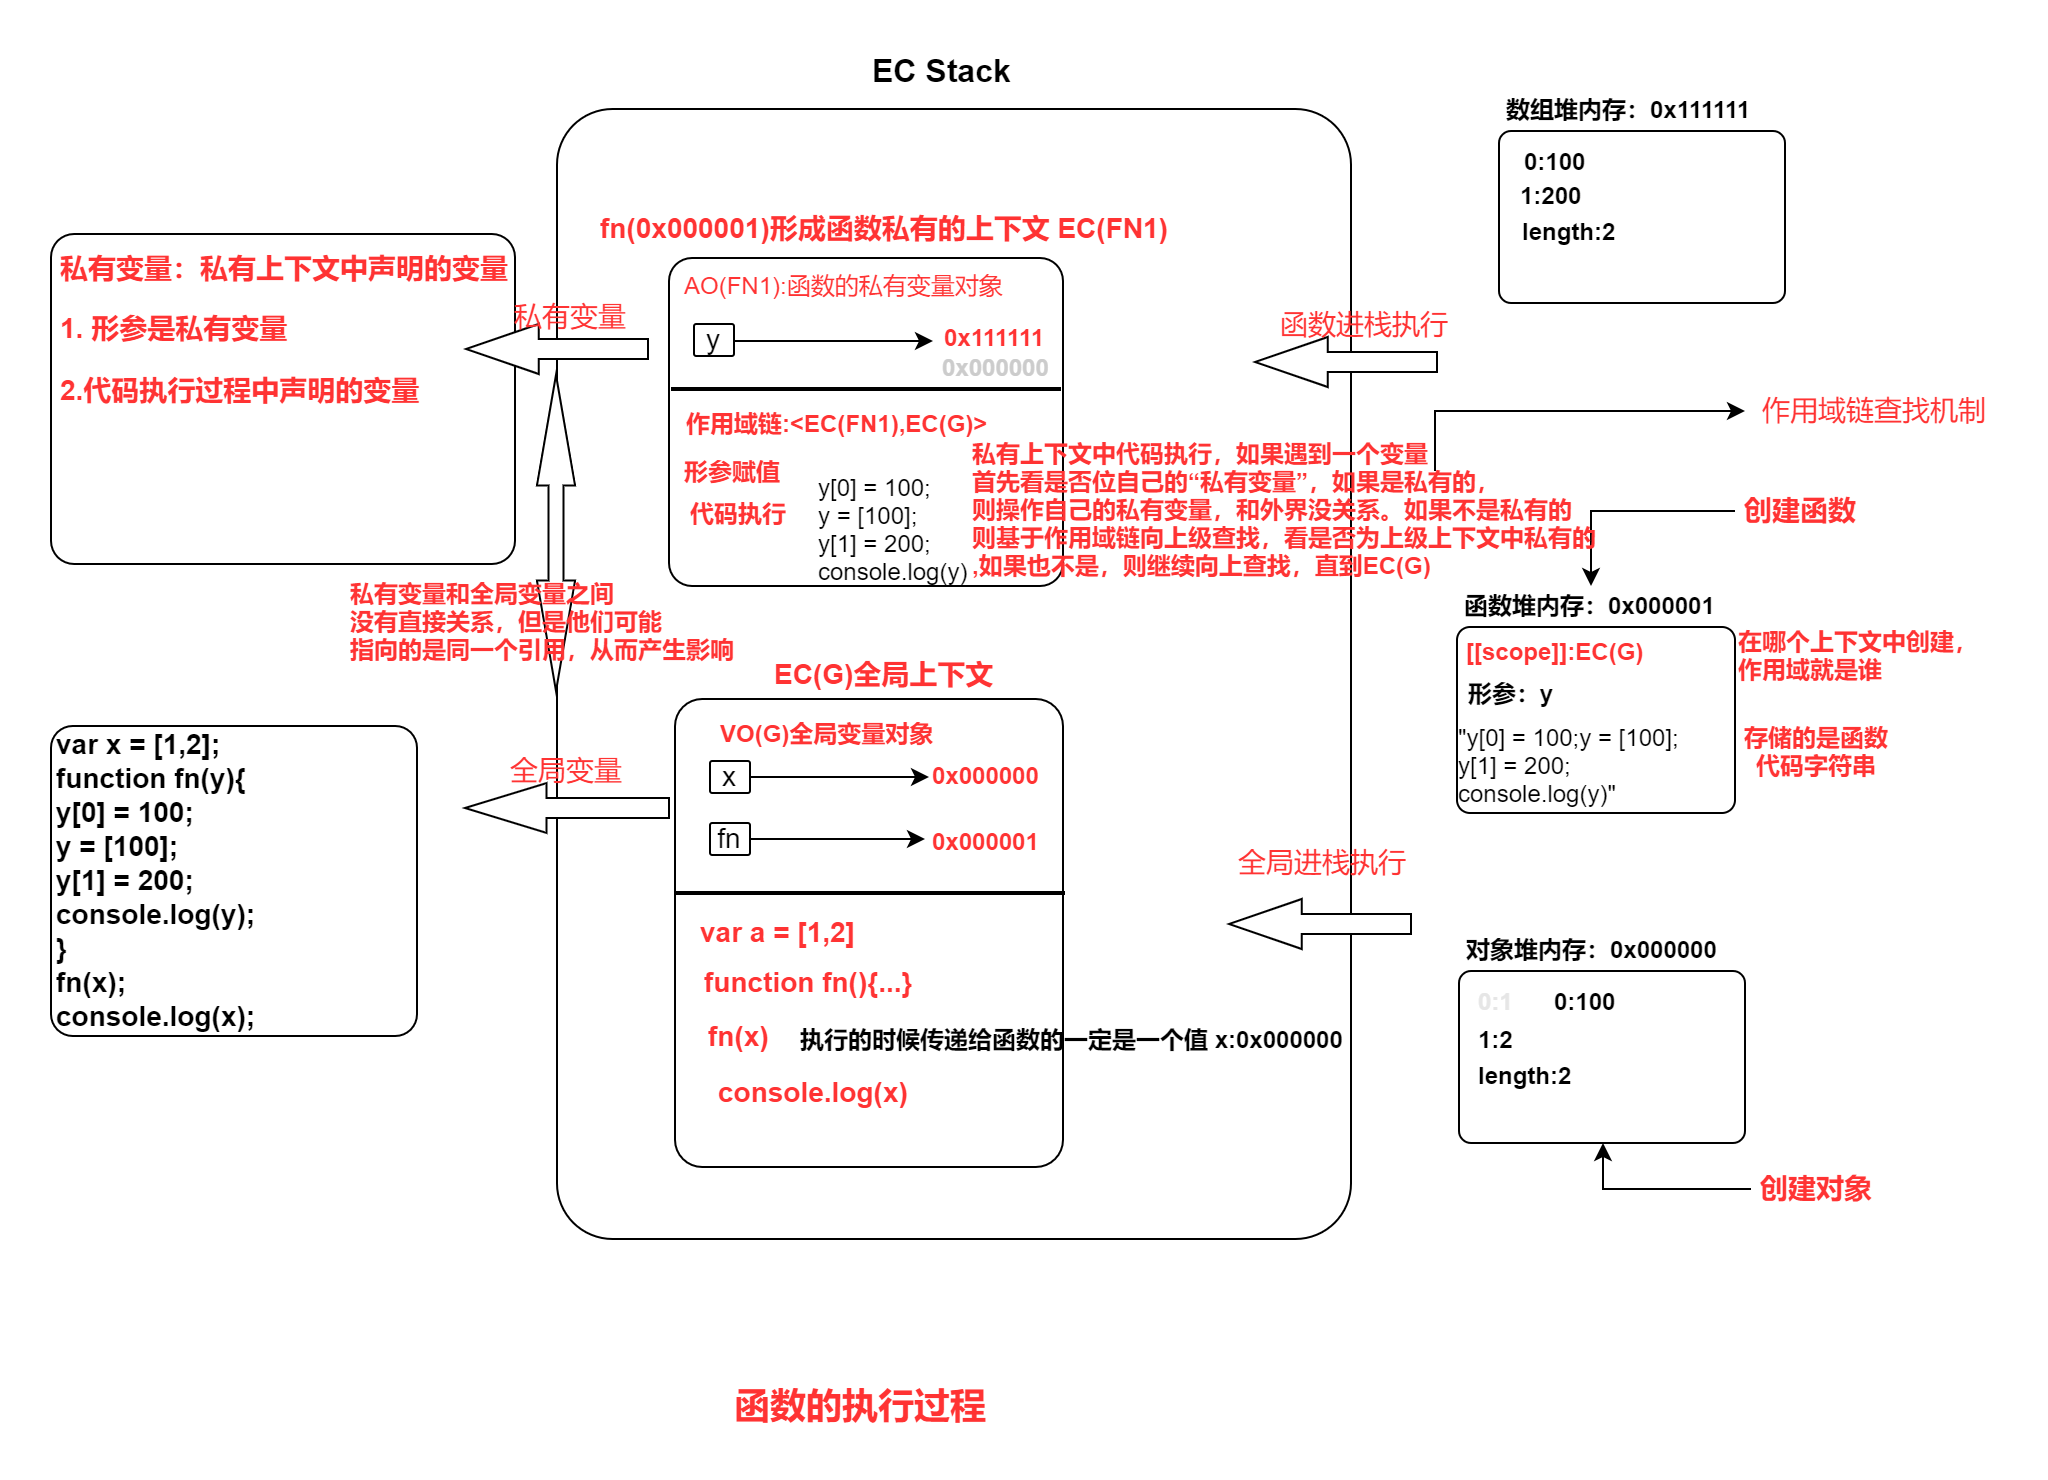 EC Stack
数组堆内存：0x111111
0:100
1:200
length:2
fn(0x000001)形成函数私有的上下文 EC(FN1)
私有变量：私有上下文中声明的变量
1. 形参是私有变量
2.代码执行过程中声明的变量
私有变量
AO(FN1):函数的私有变量对象
y
0x111111
0x000000
函数进栈执行
作用域链:<EC(FN1),EC(G)>
形参赋值
代码执行
y[0] = 100;
y = [100];
y[1] = 200;
console.log(y)
私有上下文中代码执行，如果遇到一个变量
首先看是否位自己的“私有变量”，如果是私有的，
则操作自己的私有变量，和外界没关系。如果不是私有的
则基于作用域链向上级查找，看是否为上级上下文中私有的
,如果也不是，则继续向上查找，直到EC(G)
作用域链查找机制
创建函数
函数堆内存：0x000001
[[scope]]:EC(G)
形参：y
"y[0] = 100;y = [100];
y[1] = 200;
console.log(y)"
在哪个上下文中创建，
作用域就是谁
存储的是函数
代码字符串
私有变量和全局变量之间
没有直接关系，但是他们可能
指向的是同一个引用，从而产生影响
EC(G)全局上下文
VO(G)全局变量对象
x
0x000000
fn
0x000001
全局变量
var x = [1,2];
function fn(y){
y[0] = 100;
y = [100];
y[1] = 200;
console.log(y);
}
fn(x);
console.log(x);
全局进栈执行
var a = [1,2]
function fn(){...}
fn(x)
执行的时候传递给函数的一定是一个值 x:0x000000
console.log(x)
对象堆内存：0x000000
0:1
0:100
1:2
length:2
创建对象
函数的执行过程